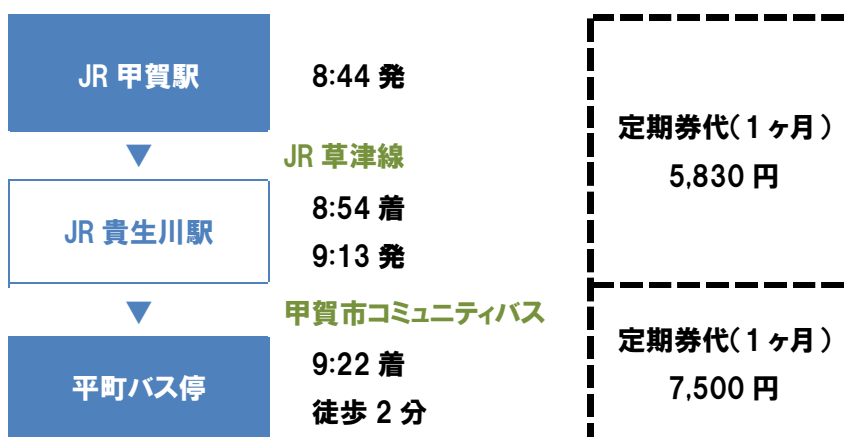 JR 甲賀駅
8:44 発
▼
JR 草津線
JR 貴生川駅
8:54 着
9:13 発
定期券代(1ヶ月)
5,830 円
▼
甲賀市コミュニティバス
平町バス停
9:22 着
徒歩 2 分
定期券代(1ヶ月)
7,500 円